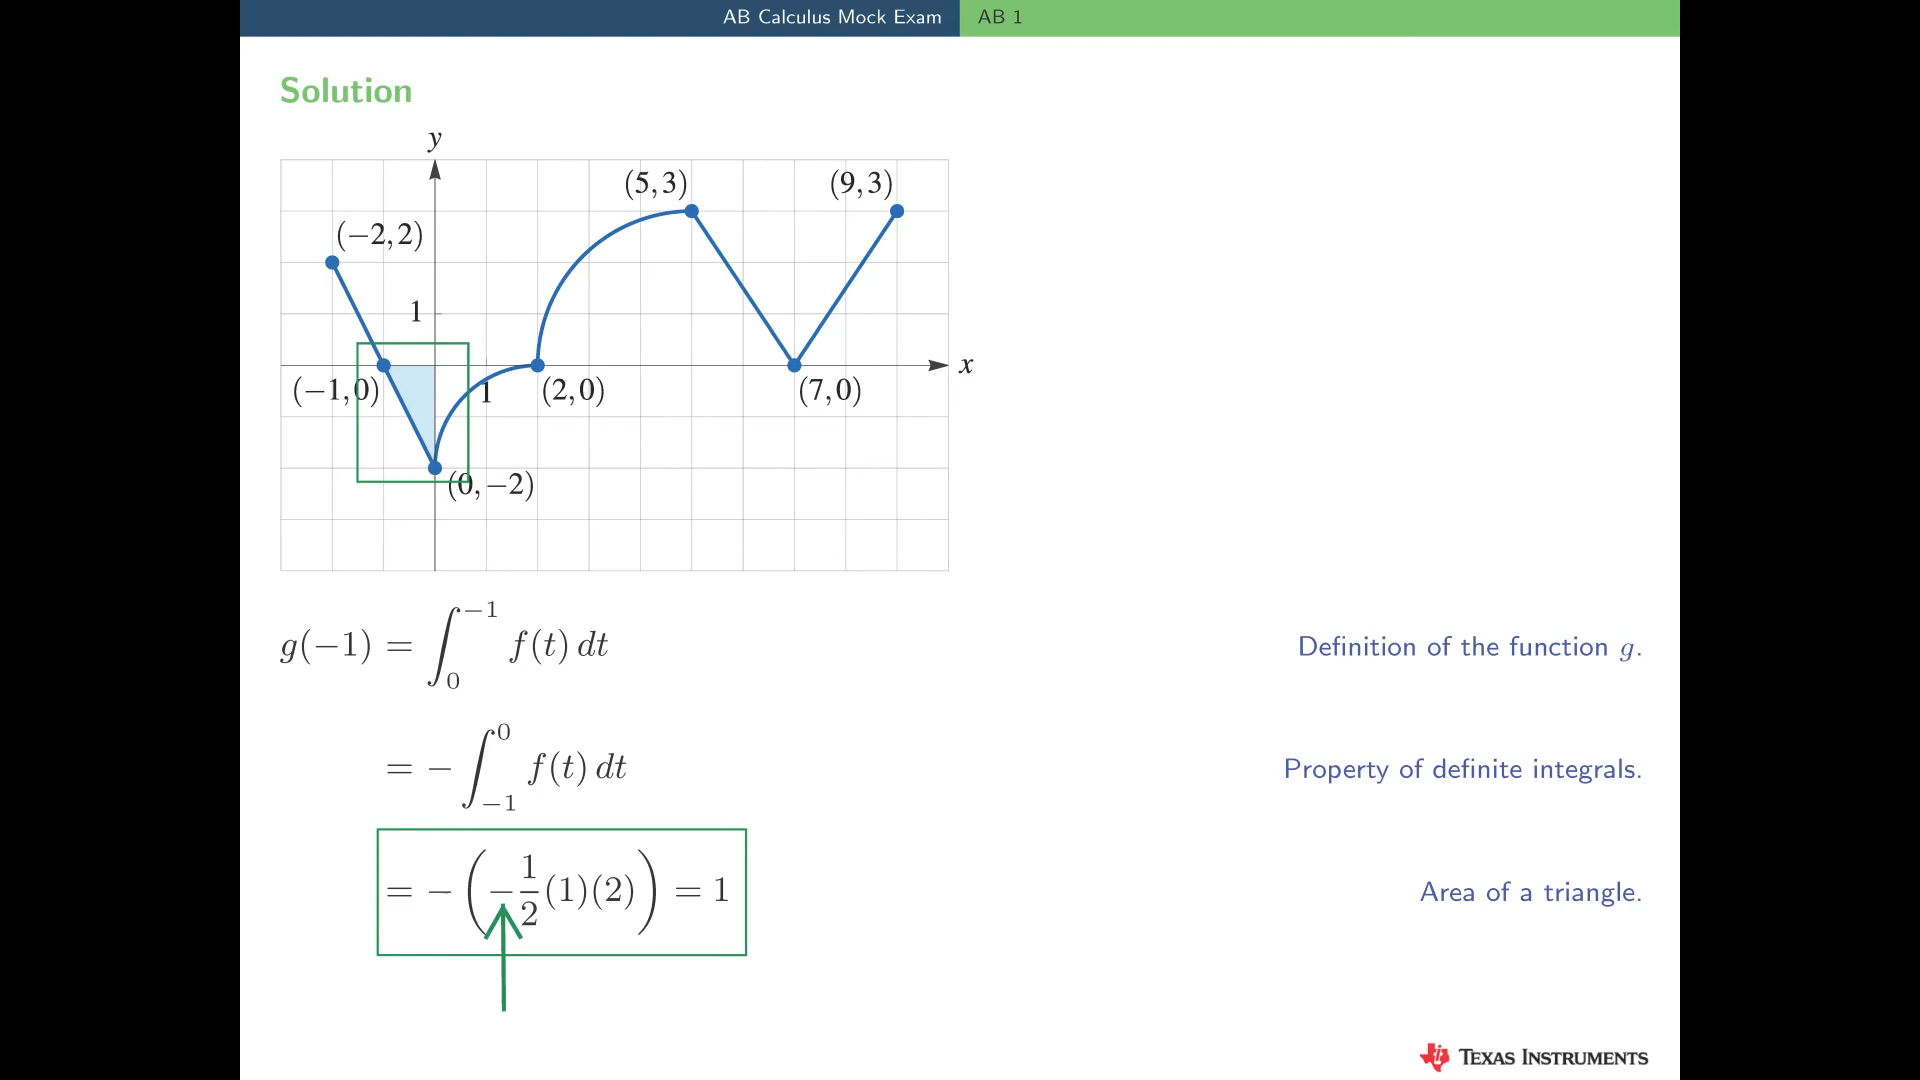 AB Calculus Mock Exam AB 1
Solution
y
(5,3) (9,3)
(−2,2)
1
x
(−1,0) 1 (2,0) (7,0)
(0,−2)
g(−1) = ∫₀⁻¹ f(t) dt Definition of the function g.
= − ∫₋₁⁰ f(t) dt Property of definite integrals.
= − (−1/2(1)(2)) = 1 Area of a triangle.
TEXAS INSTRUMENTS